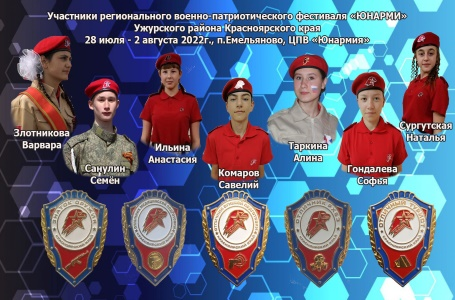 Участники регионального военно-патриотического фестиваля «ЮНАРМИ»
Ужурского района Красноярского края
28 июля - 2 августа 2022г., п.Емельяново, ЦПВ «Юнармия»
Злотникова
Варвара
Санулин
Семён
Ильина
Анастасия
Комаров
Савелий
Таркина
Алина
Гондалева
Софья
Сургутская
Наталья